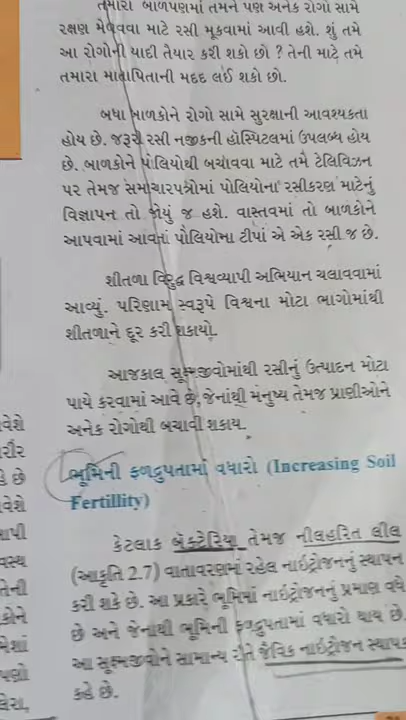 તમારા બાળપણમાં તમને પણ અનેક રોગો સામે
રક્ષણ મેળવવા માટે રસી મૂકવામાં આવી હશે. શું તમે
આ રોગોની યાદી તૈયાર કરી શકો છો ? તેની માટે તમે
તમારા માતાપિતાની મદદ લઈ શકો છો.
બધા બાળકોને રોગો સામે સુરક્ષાની આવશ્યકતા
હોય છે. જરૂરી રસી નજીકની હૉસ્પિટલમાં ઉપલબ્ધ હોય
છે. બાળકોને પોલિયોથી બચાવવા માટે તમે ટેલિવિઝન
પર તેમજ સમાચારપત્રોમાં પોલિયોના રસીકરણ માટેનું
વિજ્ઞાપન તો જોયું જ હશે. વાસ્તવમાં તો બાળકોને
આપવામાં આવતાં પોલિયોના ટીપાં એ એક રસી જ છે.
શીતળા વિરુદ્ધ વિશ્વવ્યાપી અભિયાન ચલાવવામાં
આવ્યું. પરિણામ સ્વરૂપે વિશ્વના મોટા ભાગોમાંથી
શીતળાને દૂર કરી શકાયો.
આજકાલ સૂક્ષ્મજીવોમાંથી રસીનું ઉત્પાદન મોટા
પાયે કરવામાં આવે છે, જેનાંથી મનુષ્ય તેમજ પ્રાણીઓને
અનેક રોગોથી બચાવી શકાય.
ભૂમિની ફળદ્રુપતામાં વધારો (Increasing Soil
Fertillity)
કેટલાક બૅક્ટેરિયા તેમજ નીલહરિત લીલ
(આકૃતિ 2.7) વાતાવરણમાં રહેલ નાઇટ્રોજનનું સ્થાપન
કરી શકે છે. આ પ્રકારે ભૂમિમાં નાઇટ્રોજનનું પ્રમાણ વધે
છે અને જેનાથી ભૂમિની ફળદ્રુપતામાં વધારો થાય છે.
આ સૂક્ષ્મજીવોને સામાન્ય રીતે જૈવિક નાઇટ્રોજન સ્થાપક
કહે છે.